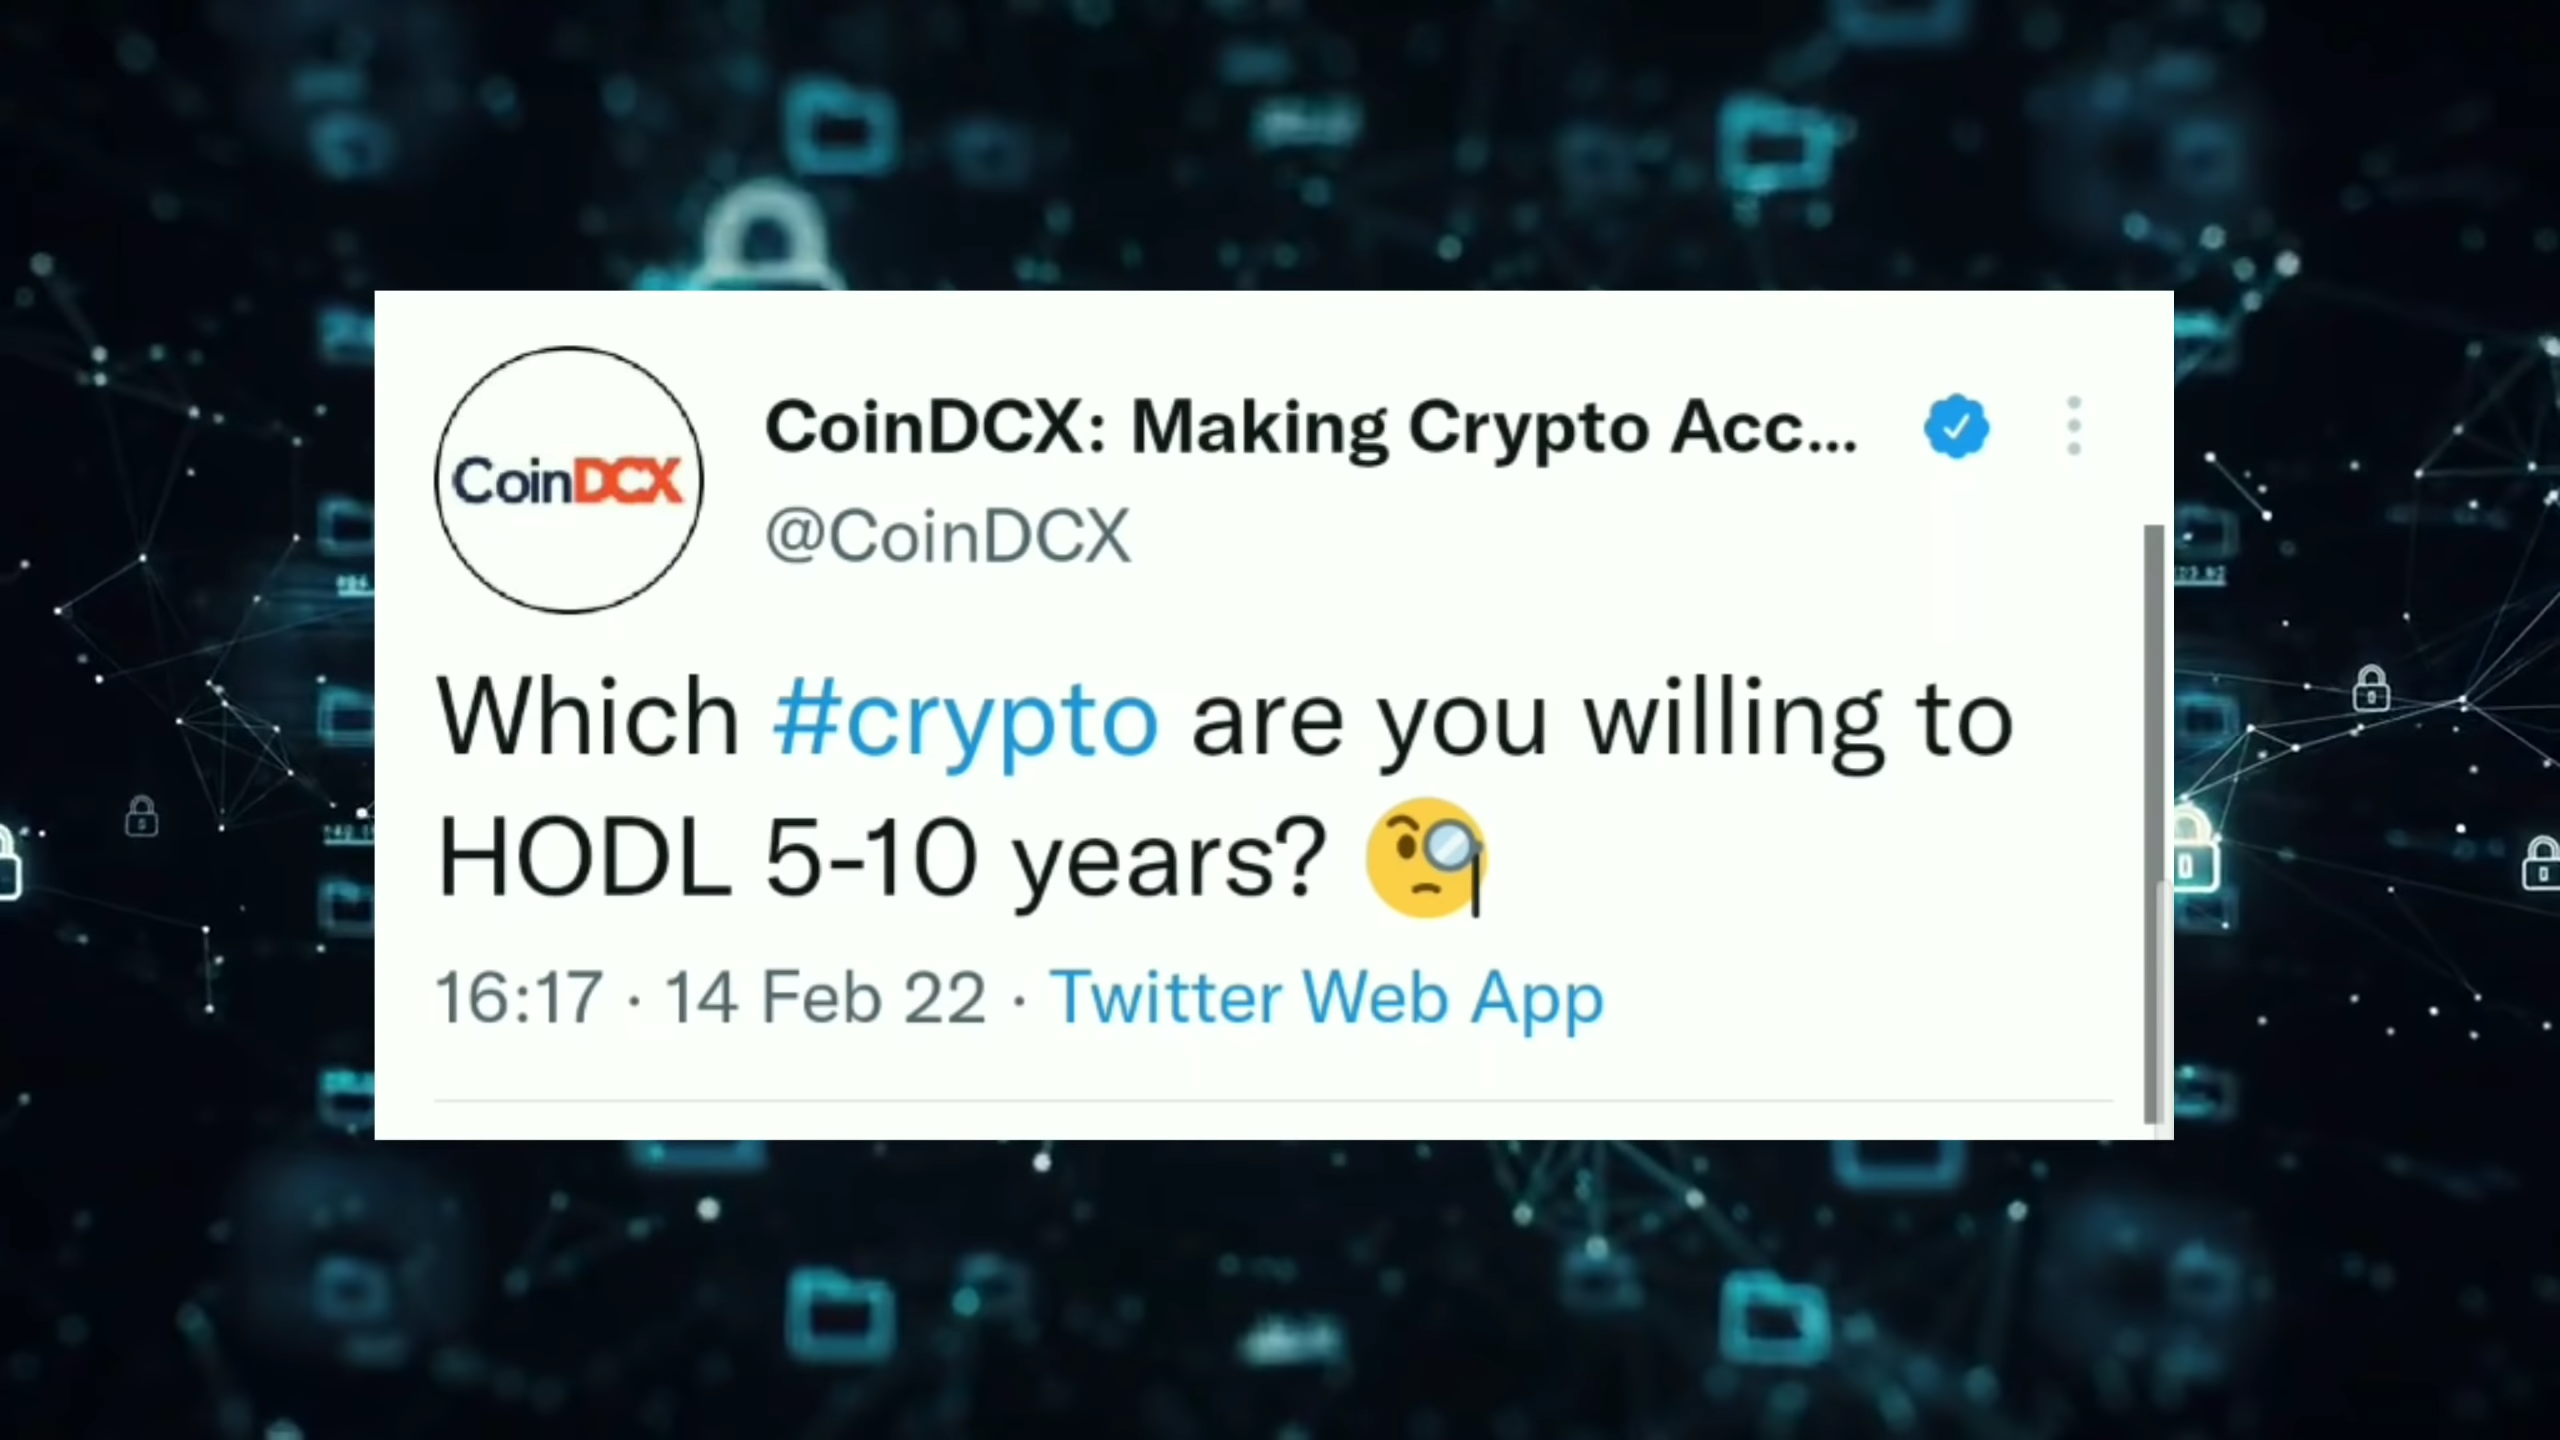 CoinDCX
CoinDCX: Making Crypto Acc...
@CoinDCX
Which #crypto are you willing to
HODL 5-10 years? 🧐
16:17 · 14 Feb 22 · Twitter Web App